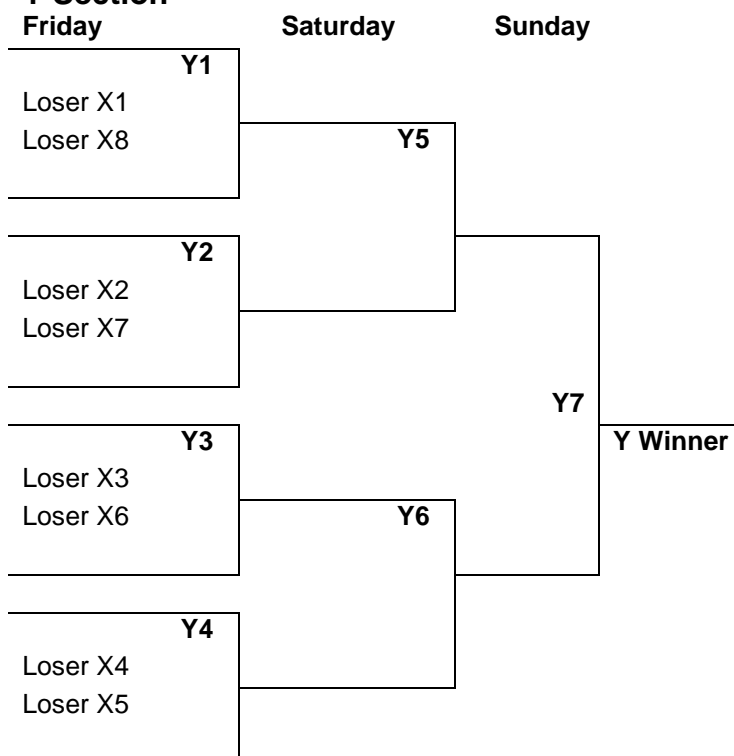 Friday Saturday Sunday
Y1
Loser X1
Loser X8
Y5
Y2
Loser X2
Loser X7
Y7
Y3
Y Winner
Loser X3
Loser X6
Y6
Y4
Loser X4
Loser X5